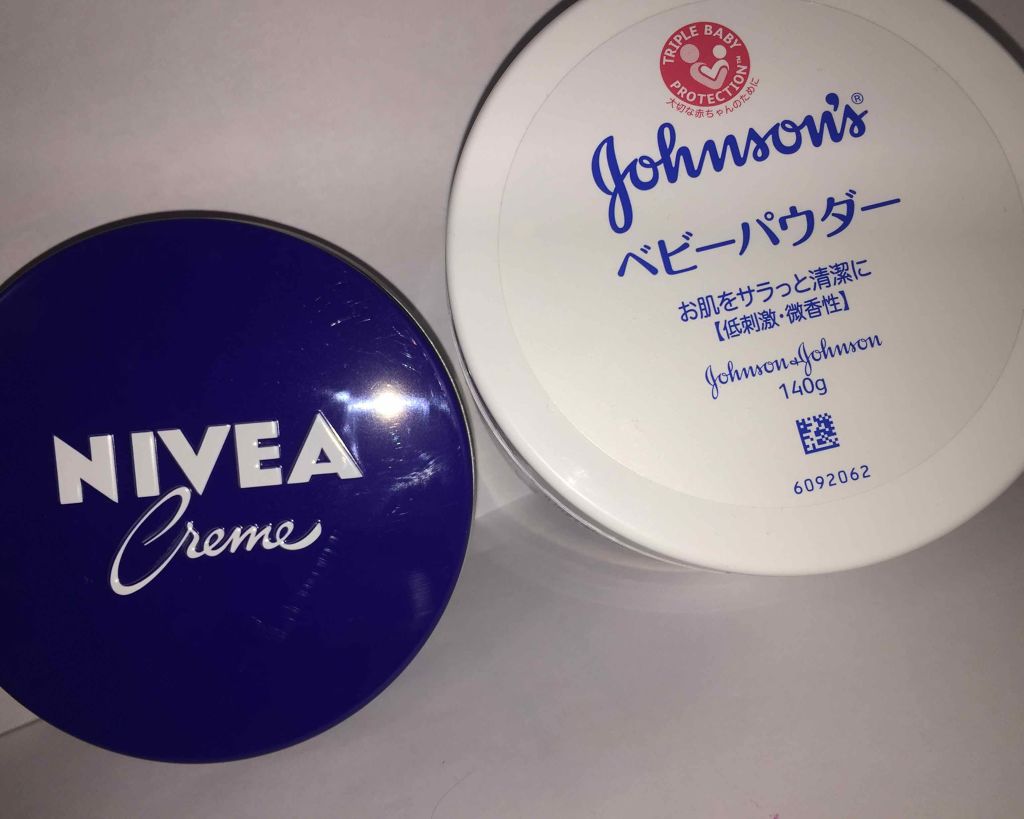 NIVEA
Creme
TRIPLE BABY
PROTECTION™
大切な赤ちゃんのために
Johnson's®
ベビーパウダー
お肌をサラっと清潔に
【低刺激・微香性】
Johnson & Johnson
140g
6092062